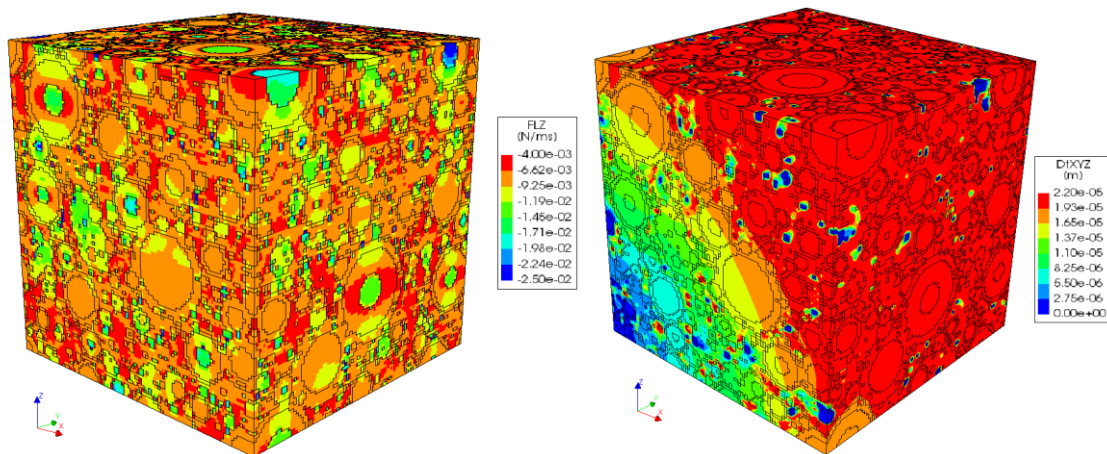 FLZ
(N/ms)
-4.00e-03
-6.62e-03
-9.25e-03
-1.19e-02
-1.45e-02
-1.71e-02
-1.98e-02
-2.24e-02
-2.50e-02
Z
Y
X
DtXYZ
(m)
2.20e-05
1.93e-05
1.65e-05
1.37e-05
1.10e-05
8.25e-06
5.50e-06
2.75e-06
0.00e+00
Z
Y
X